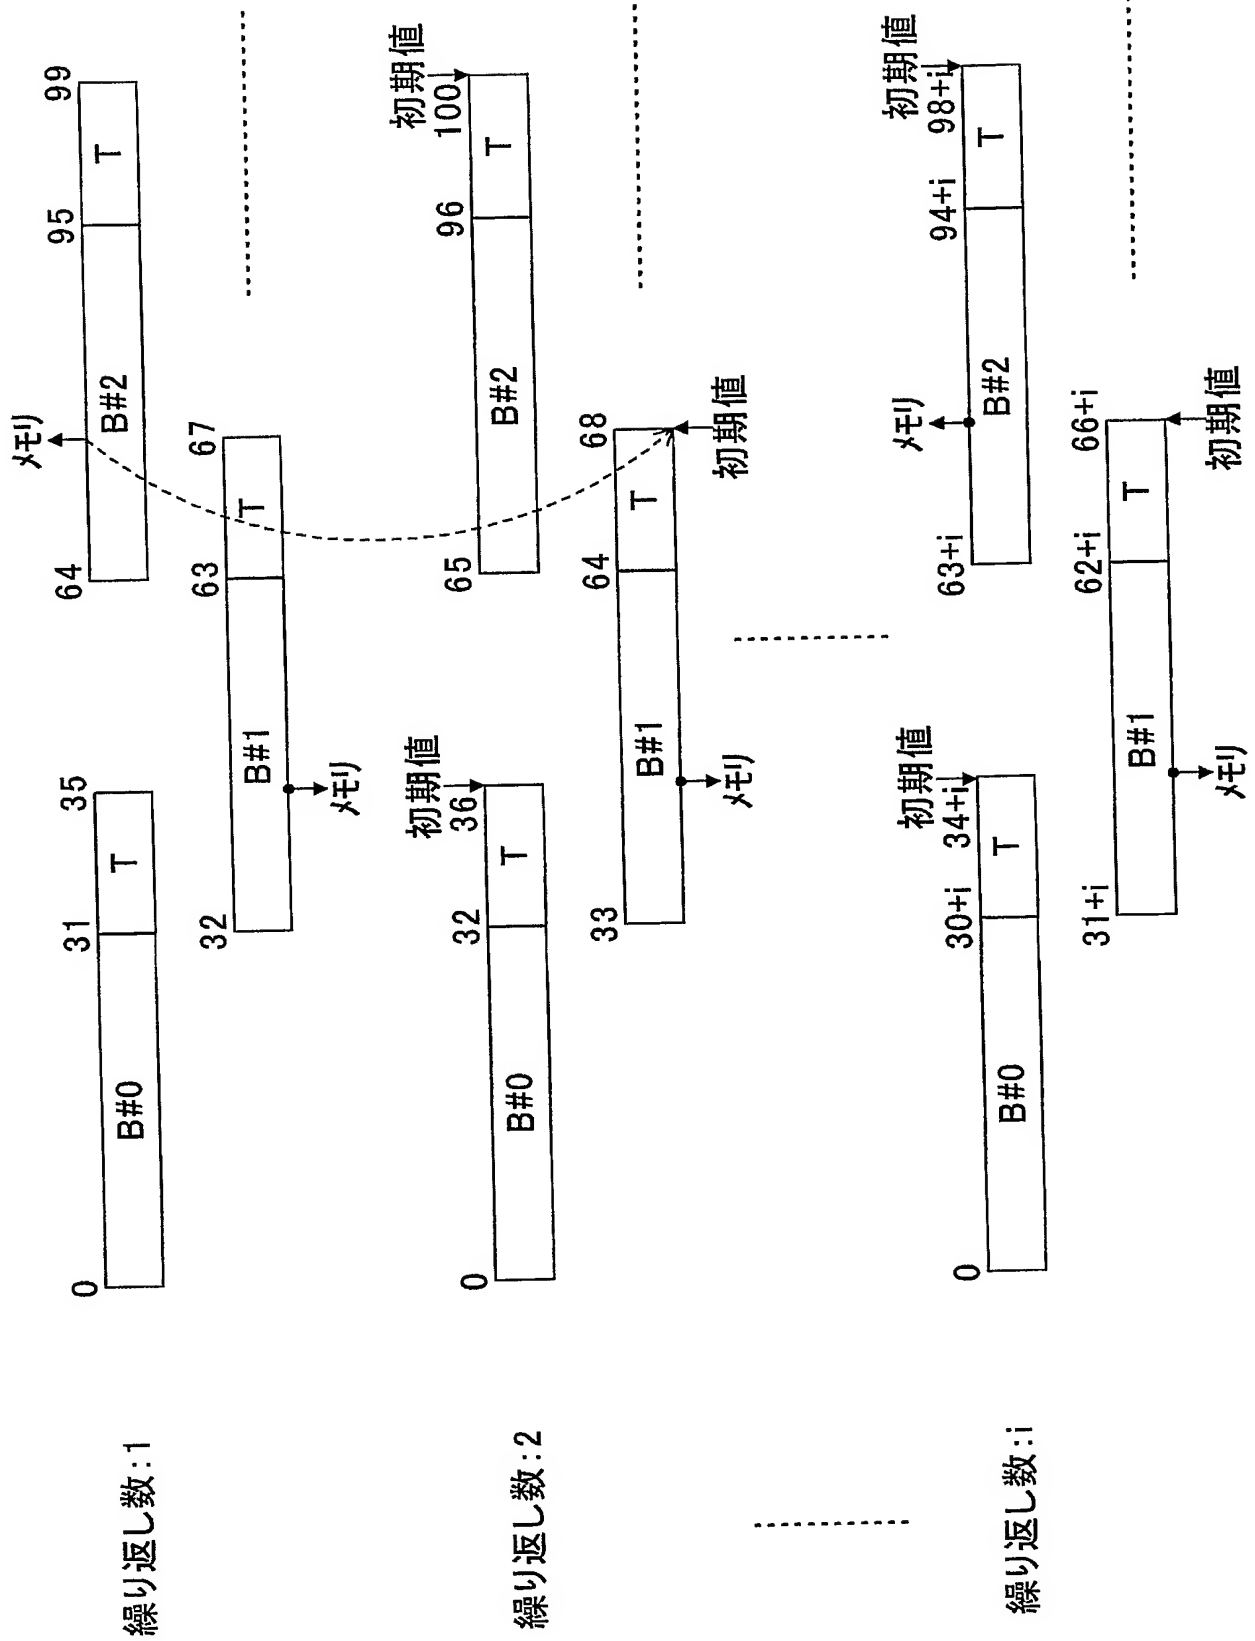 繰り返し数:1
0
31
35
B#0
T
32
63
67
B#1
T
メモリ
64
95
99
B#2
T
メモリ
繰り返し数:2
0
32
36
初期値
B#0
T
33
64
68
B#1
T
メモリ
初期値
65
96
100
初期値
B#2
T
繰り返し数:i
0
30+i
34+i
初期値
B#0
T
31+i
62+i
66+i
B#1
T
メモリ
初期値
63+i
94+i
98+i
初期値
B#2
T
メモリ